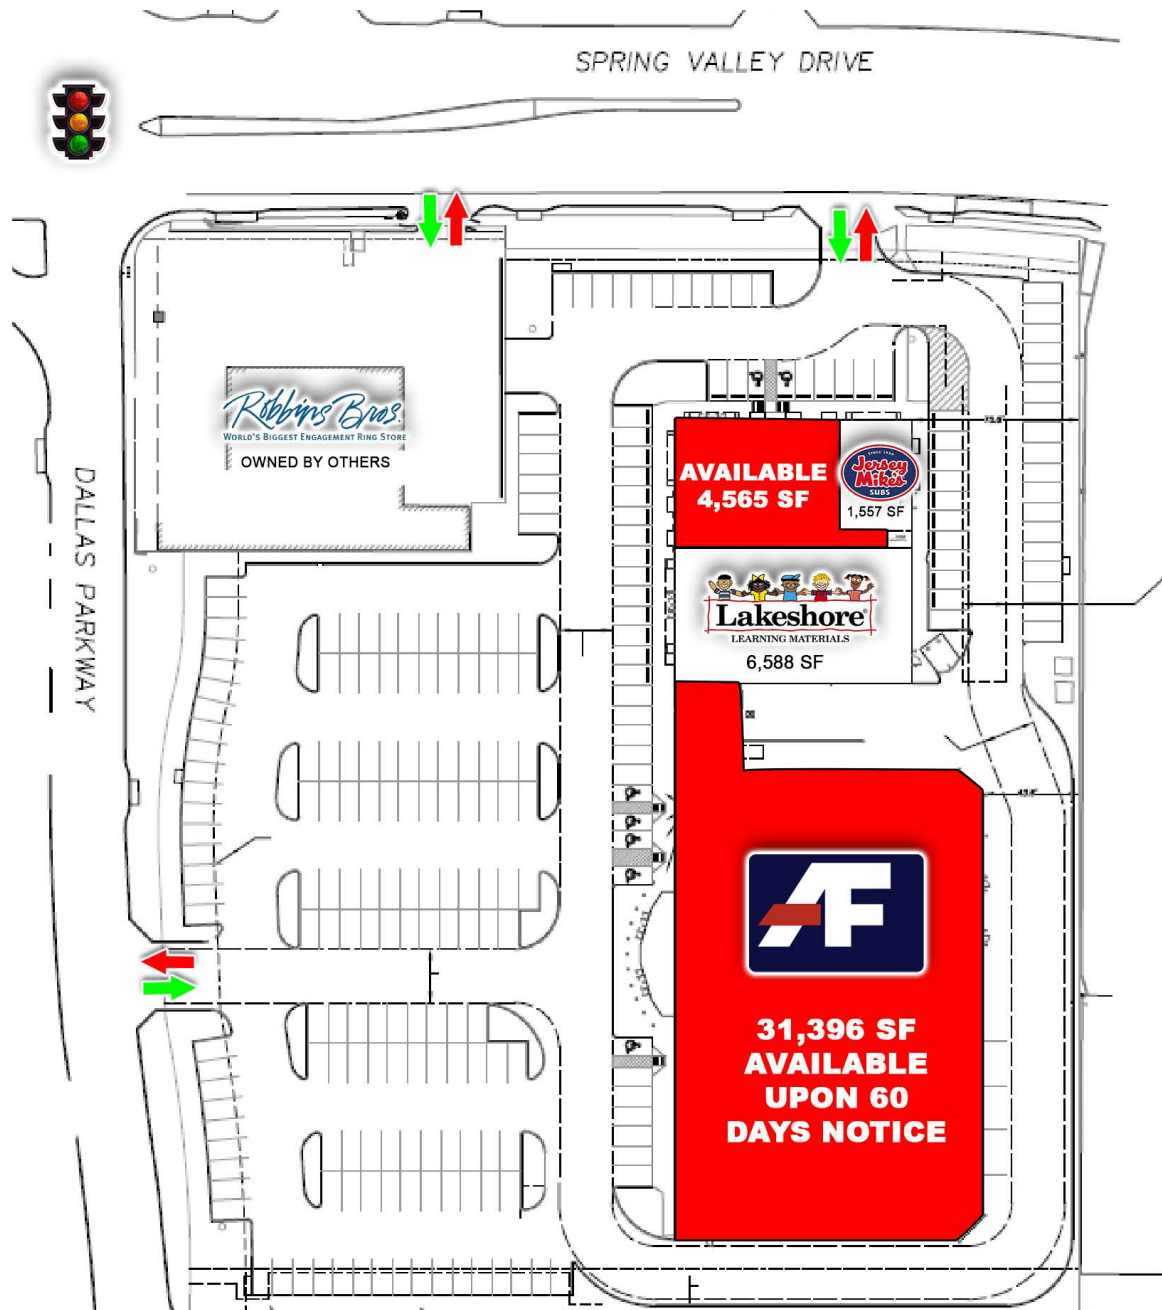 SPRING VALLEY DRIVE
Robbins Bros.
WORLD'S BIGGEST ENGAGEMENT RING STORE
OWNED BY OTHERS
AVAILABLE
4,565 SF
SINCE 1956
Jersey
Mike's
SUBS
1,557 SF
DALLAS PARKWAY
Lakeshore
LEARNING MATERIALS
6,588 SF
AF
31,396 SF
AVAILABLE
UPON 60
DAYS NOTICE